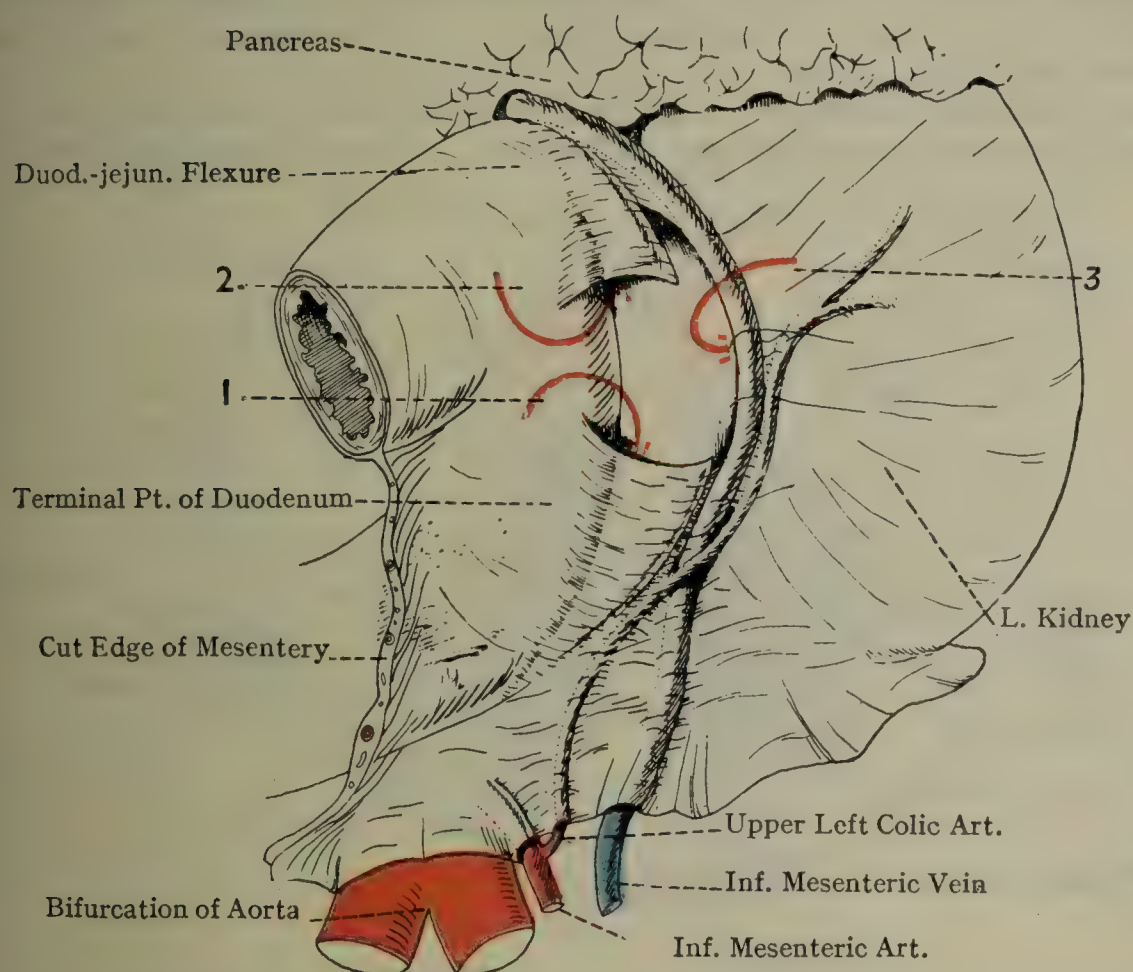 Pancreas
Duod.-jejun. Flexure
2.
3
1
Terminal Pt. of Duodenum
L. Kidney
Cut Edge of Mesentery
Upper Left Colic Art.
Inf. Mesenteric Vein
Bifurcation of Aorta
Inf. Mesenteric Art.